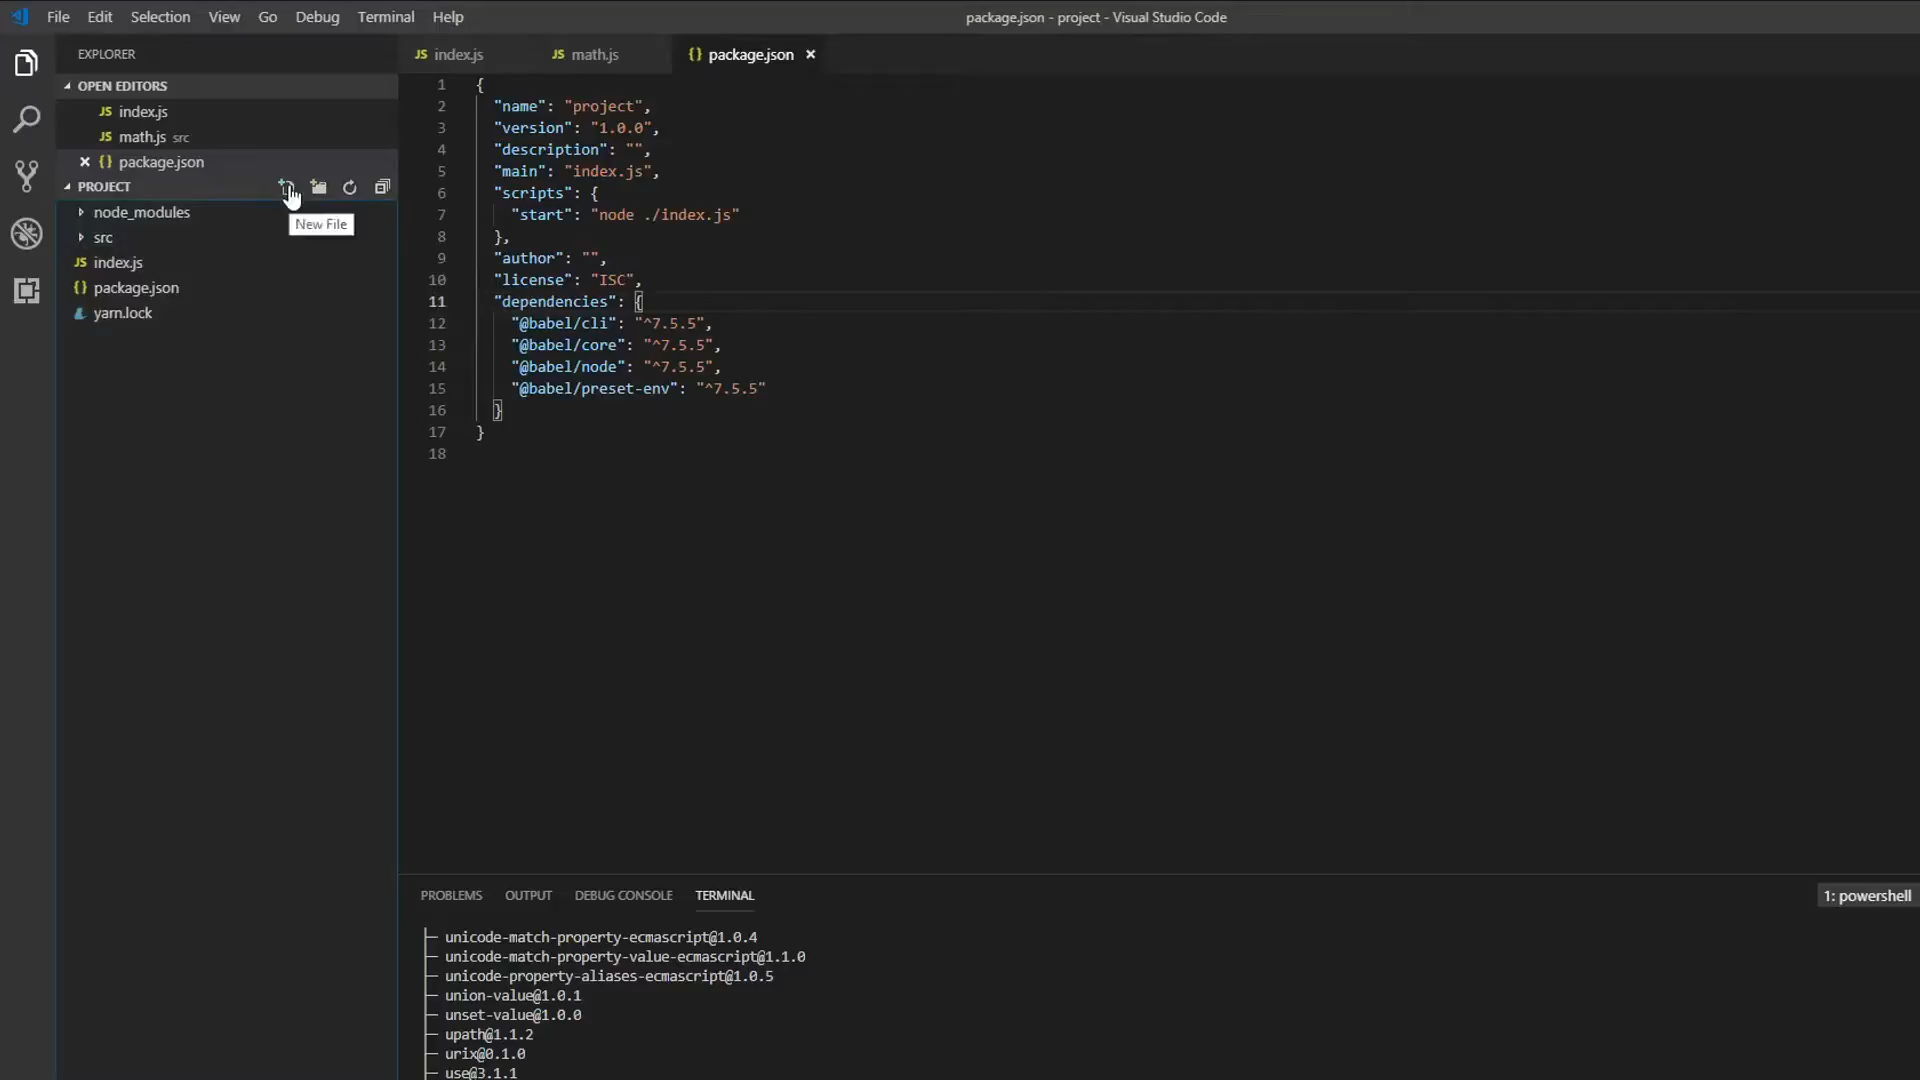 File Edit Selection View Go Debug Terminal Help package.json - project - Visual Studio Code
EXPLORER
OPEN EDITORS
JS index.js
JS math.js src
{} package.json
PROJECT
New File
node_modules
src
JS index.js
{} package.json
yarn.lock
JS index.js JS math.js {} package.json
1 {
2 "name": "project",
3 "version": "1.0.0",
4 "description": "",
5 "main": "index.js",
6 "scripts": {
7 "start": "node ./index.js"
8 },
9 "author": "",
10 "license": "ISC",
11 "dependencies": {
12 "@babel/cli": "^7.5.5",
13 "@babel/core": "^7.5.5",
14 "@babel/node": "^7.5.5",
15 "@babel/preset-env": "^7.5.5"
16 }
17 }
18
PROBLEMS OUTPUT DEBUG CONSOLE TERMINAL 1: powershell
├─ unicode-match-property-ecmascript@1.0.4
├─ unicode-match-property-value-ecmascript@1.1.0
├─ unicode-property-aliases-ecmascript@1.0.5
├─ union-value@1.0.1
├─ unset-value@1.0.0
├─ upath@1.1.2
├─ urix@0.1.0
├─ use@3.1.1